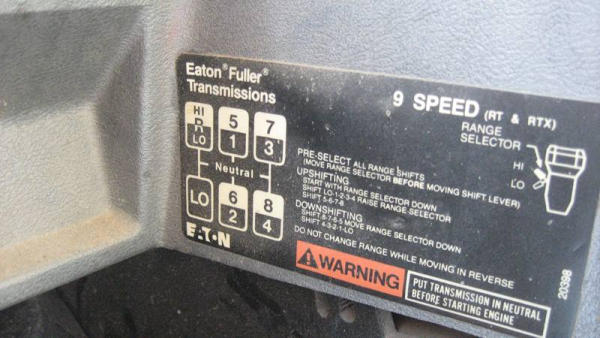 Eaton® Fuller®
Transmissions
9 SPEED (RT & RTX)
HI
R
LO
5
1
7
3
Neutral
LO
6
2
8
4
EATON
RANGE
SELECTOR
HI
LO
PRE-SELECT ALL RANGE SHIFTS
(MOVE RANGE SELECTOR BEFORE MOVING SHIFT LEVER)
UPSHIFTING
START WITH RANGE SELECTOR DOWN
SHIFT LO-1-2-3-4 RAISE RANGE SELECTOR
SHIFT 5-6-7-8
DOWNSHIFTING
SHIFT 8-7-6-5 MOVE RANGE SELECTOR DOWN
SHIFT 4-3-2-1-LO
DO NOT CHANGE RANGE WHILE MOVING IN REVERSE
WARNING
PUT TRANSMISSION IN NEUTRAL
BEFORE STARTING ENGINE
20398